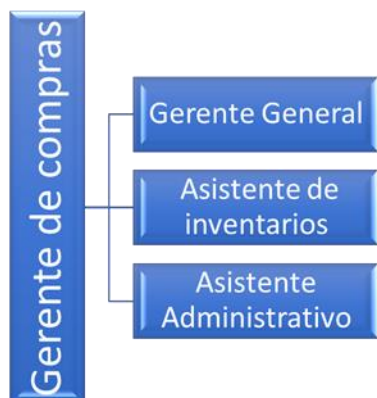 Gerente de compras
Gerente General
Asistente de
inventarios
Asistente
Administrativo